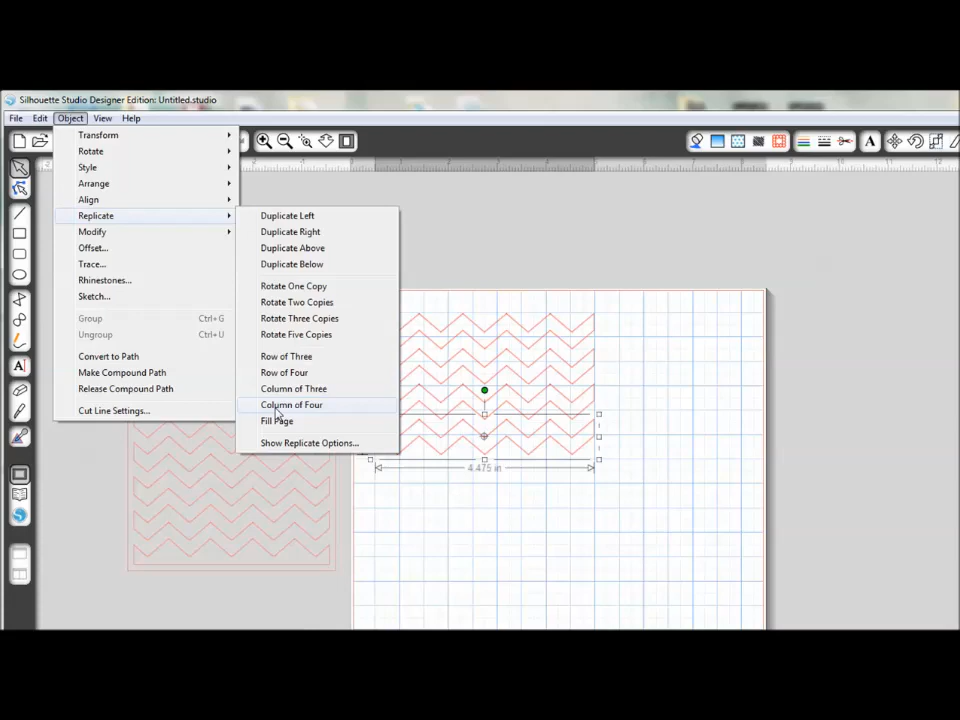 Silhouette Studio Designer Edition: Untitled.studio
File Edit Object View Help
Transform
Rotate
Style
Arrange
Align
Replicate
Modify
Offset...
Trace...
Rhinestones...
Sketch...
Group Ctrl+G
Ungroup Ctrl+U
Convert to Path
Make Compound Path
Release Compound Path
Cut Line Settings...
Duplicate Left
Duplicate Right
Duplicate Above
Duplicate Below
Rotate One Copy
Rotate Two Copies
Rotate Three Copies
Rotate Five Copies
Row of Three
Row of Four
Column of Three
Column of Four
Fill Page
Show Replicate Options...
A
A
4.475 in